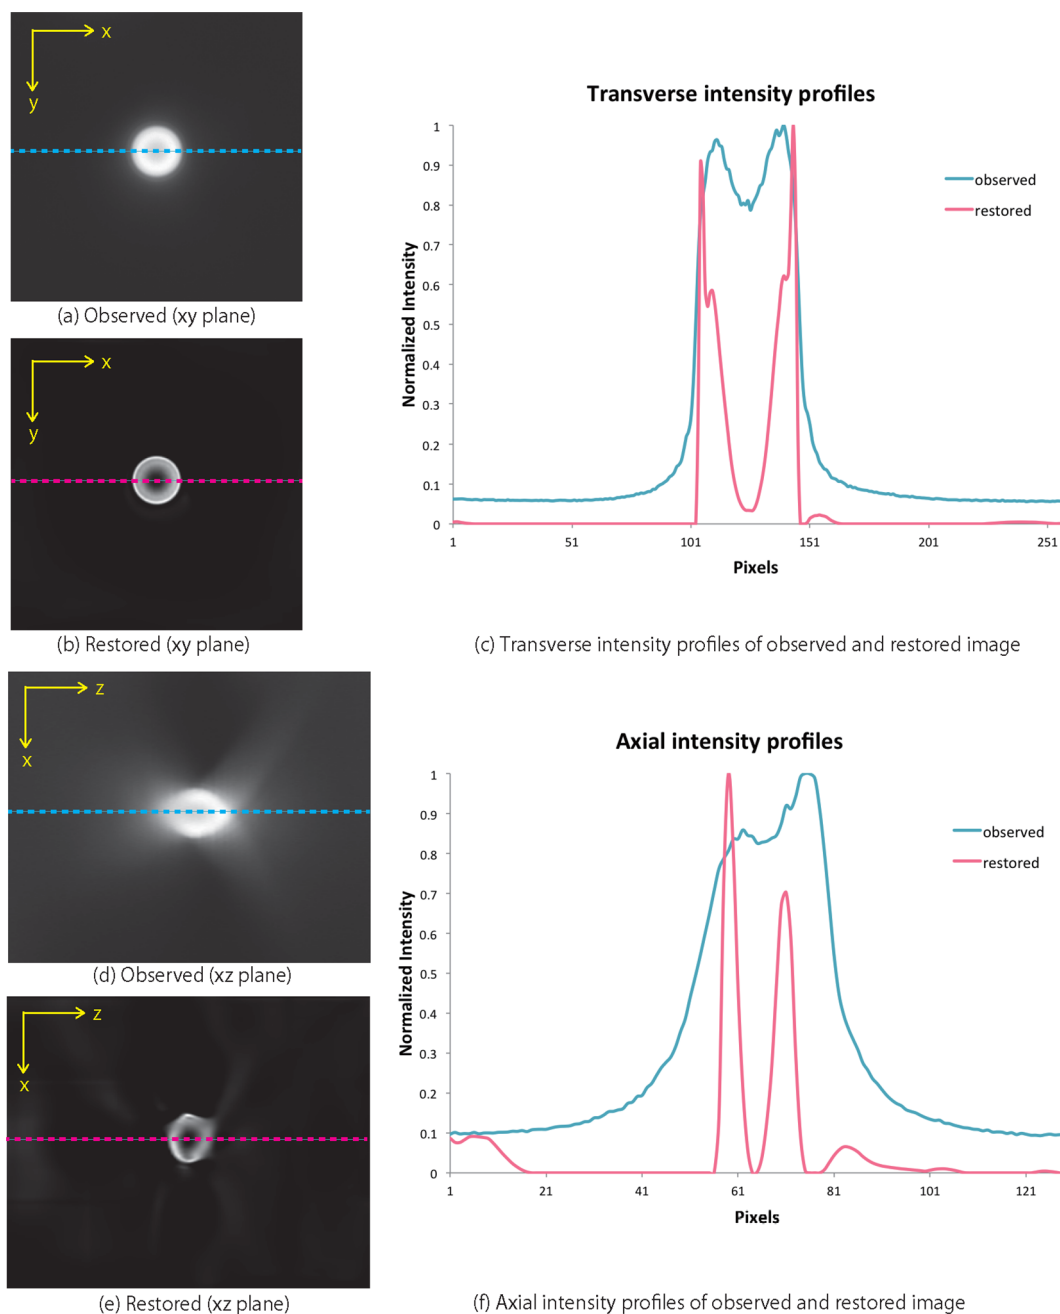 x
y
(a) Observed (xy plane)
x
y
(b) Restored (xy plane)
Transverse intensity profiles
Normalized Intensity
1
0.9
0.8
0.7
0.6
0.5
0.4
0.3
0.2
0.1
0
1 51 101 151 201 251
Pixels
observed
restored
(c) Transverse intensity profiles of observed and restored image
z
x
(d) Observed (xz plane)
z
x
(e) Restored (xz plane)
Axial intensity profiles
Normalized Intensity
1
0.9
0.8
0.7
0.6
0.5
0.4
0.3
0.2
0.1
0
1 21 41 61 81 101 121
Pixels
observed
restored
(f) Axial intensity profiles of observed and restored image